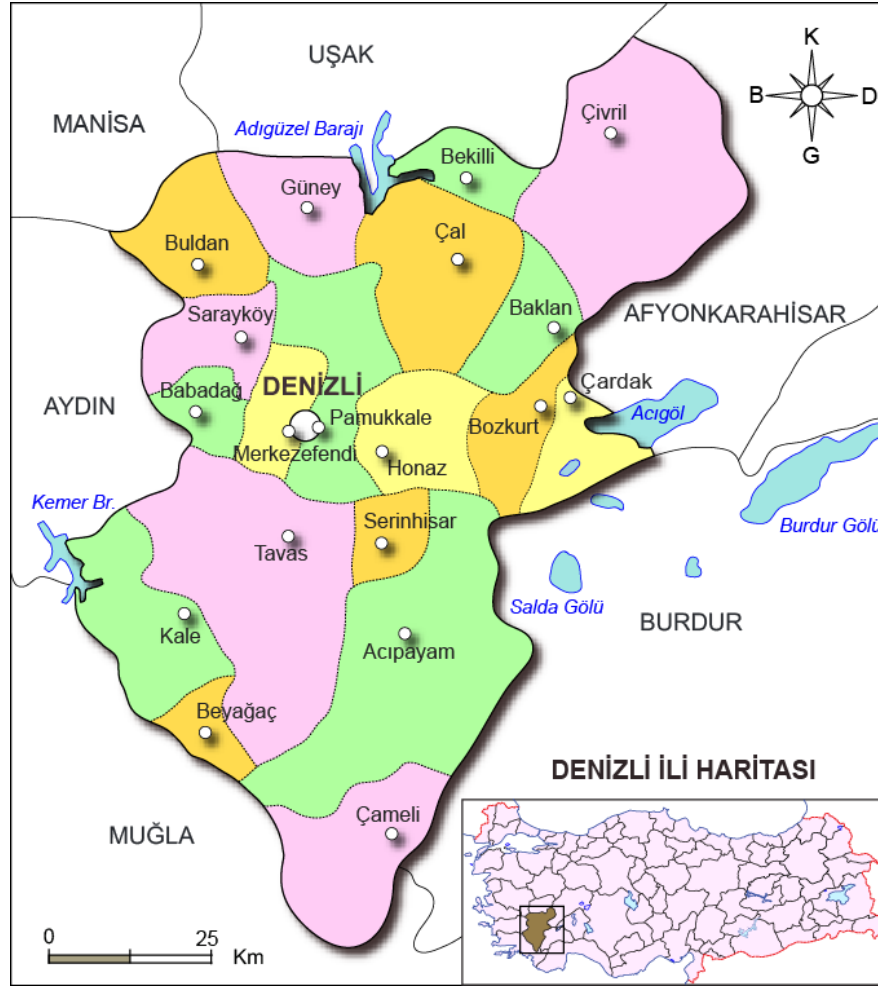 UŞAK
K
MANİSA
Adıgüzel Barajı
B
D
Çivril
Bekilli
G
Güney
Çal
Buldan
Baklan
Sarayköy
AFYONKARAHİSAR
DENİZLİ
Çardak
Babadağ
AYDIN
Pamukkale
Bozkurt
Acıgöl
Merkezefendi
Honaz
Kemer Br.
Serinhisar
Burdur Gölü
Tavas
Salda Gölü
BURDUR
Kale
Acıpayam
Beyağaç
DENİZLİ İLİ HARİTASI
MUĞLA
Çameli
0
25
Km